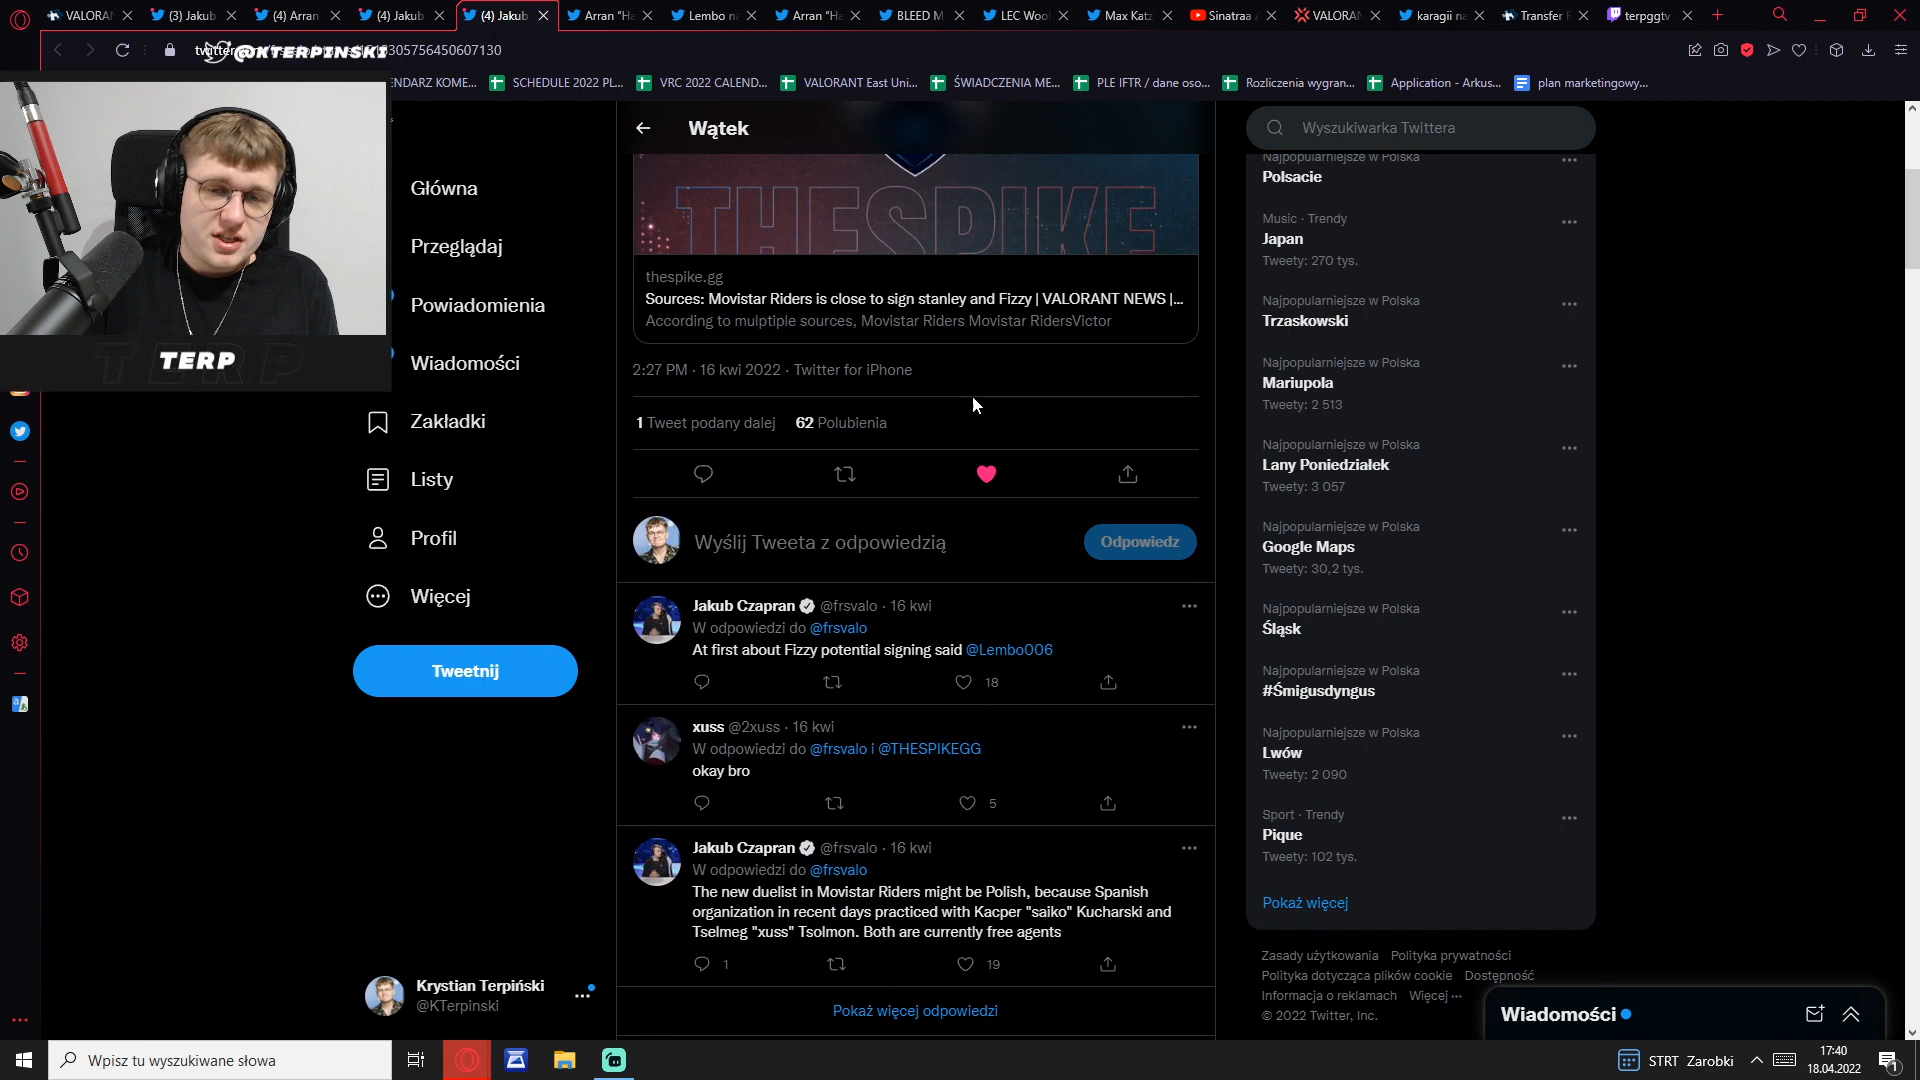 VALORAN
(3) Jakub
(4) Arran
(4) Jakub
(4) Jakub
Arran "Ha
Lembo na
Arran "Ha
BLEED M
LEC Wool
Max Katz
Sinatraa
VALORAN
karagii na
Transfer F
terpggtv
@KTERPINSKI
305756450607130
ENDARZ KOME...
SCHEDULE 2022 PL...
VRC 2022 CALEND...
VALORANT East Uni...
ŚWIADCZENIA ME...
PLE IFTR / dane oso...
Rozliczenia wygran...
Application - Arkus...
plan marketingowy...
TERP
Główna
Przeglądaj
Powiadomienia
Wiadomości
Zakładki
Listy
Profil
Więcej
Tweetnij
Krystian Terpiński
@KTerpinski
Wątek
THESPIKE
thespike.gg
Sources: Movistar Riders is close to sign stanley and Fizzy | VALORANT NEWS |...
According to mulptiple sources, Movistar Riders Movistar RidersVictor
2:27 PM · 16 kwi 2022 · Twitter for iPhone
1 Tweet podany dalej 62 Polubienia
Wyślij Tweeta z odpowiedzią
Odpowiedz
Jakub Czapran @frsvalo · 16 kwi
W odpowiedzi do @frsvalo
At first about Fizzy potential signing said @Lembo006
18
xuss @2xuss · 16 kwi
W odpowiedzi do @frsvalo i @THESPIKEGG
okay bro
5
Jakub Czapran @frsvalo · 16 kwi
W odpowiedzi do @frsvalo
The new duelist in Movistar Riders might be Polish, because Spanish
organization in recent days practiced with Kacper "saiko" Kucharski and
Tselmeg "xuss" Tsolmon. Both are currently free agents
1 19
Pokaż więcej odpowiedzi
Wyszukiwarka Twittera
Najpopularniejsze w Polska
Polsacie
Music · Trendy
Japan
Tweety: 270 tys.
Najpopularniejsze w Polska
Trzaskowski
Najpopularniejsze w Polska
Mariupola
Tweety: 2 513
Najpopularniejsze w Polska
Lany Poniedziałek
Tweety: 3 057
Najpopularniejsze w Polska
Google Maps
Tweety: 30,2 tys.
Najpopularniejsze w Polska
Śląsk
Najpopularniejsze w Polska
#Śmigusdyngus
Najpopularniejsze w Polska
Lwów
Tweety: 2 090
Sport · Trendy
Pique
Tweety: 102 tys.
Pokaż więcej
Zasady użytkowania Polityka prywatności
Polityka dotycząca plików cookie Dostępność
Informacja o reklamach Więcej ···
© 2022 Twitter, Inc.
Wiadomości
Wpisz tu wyszukiwane słowa
STRT Zarobki
17:40
18.04.2022
1